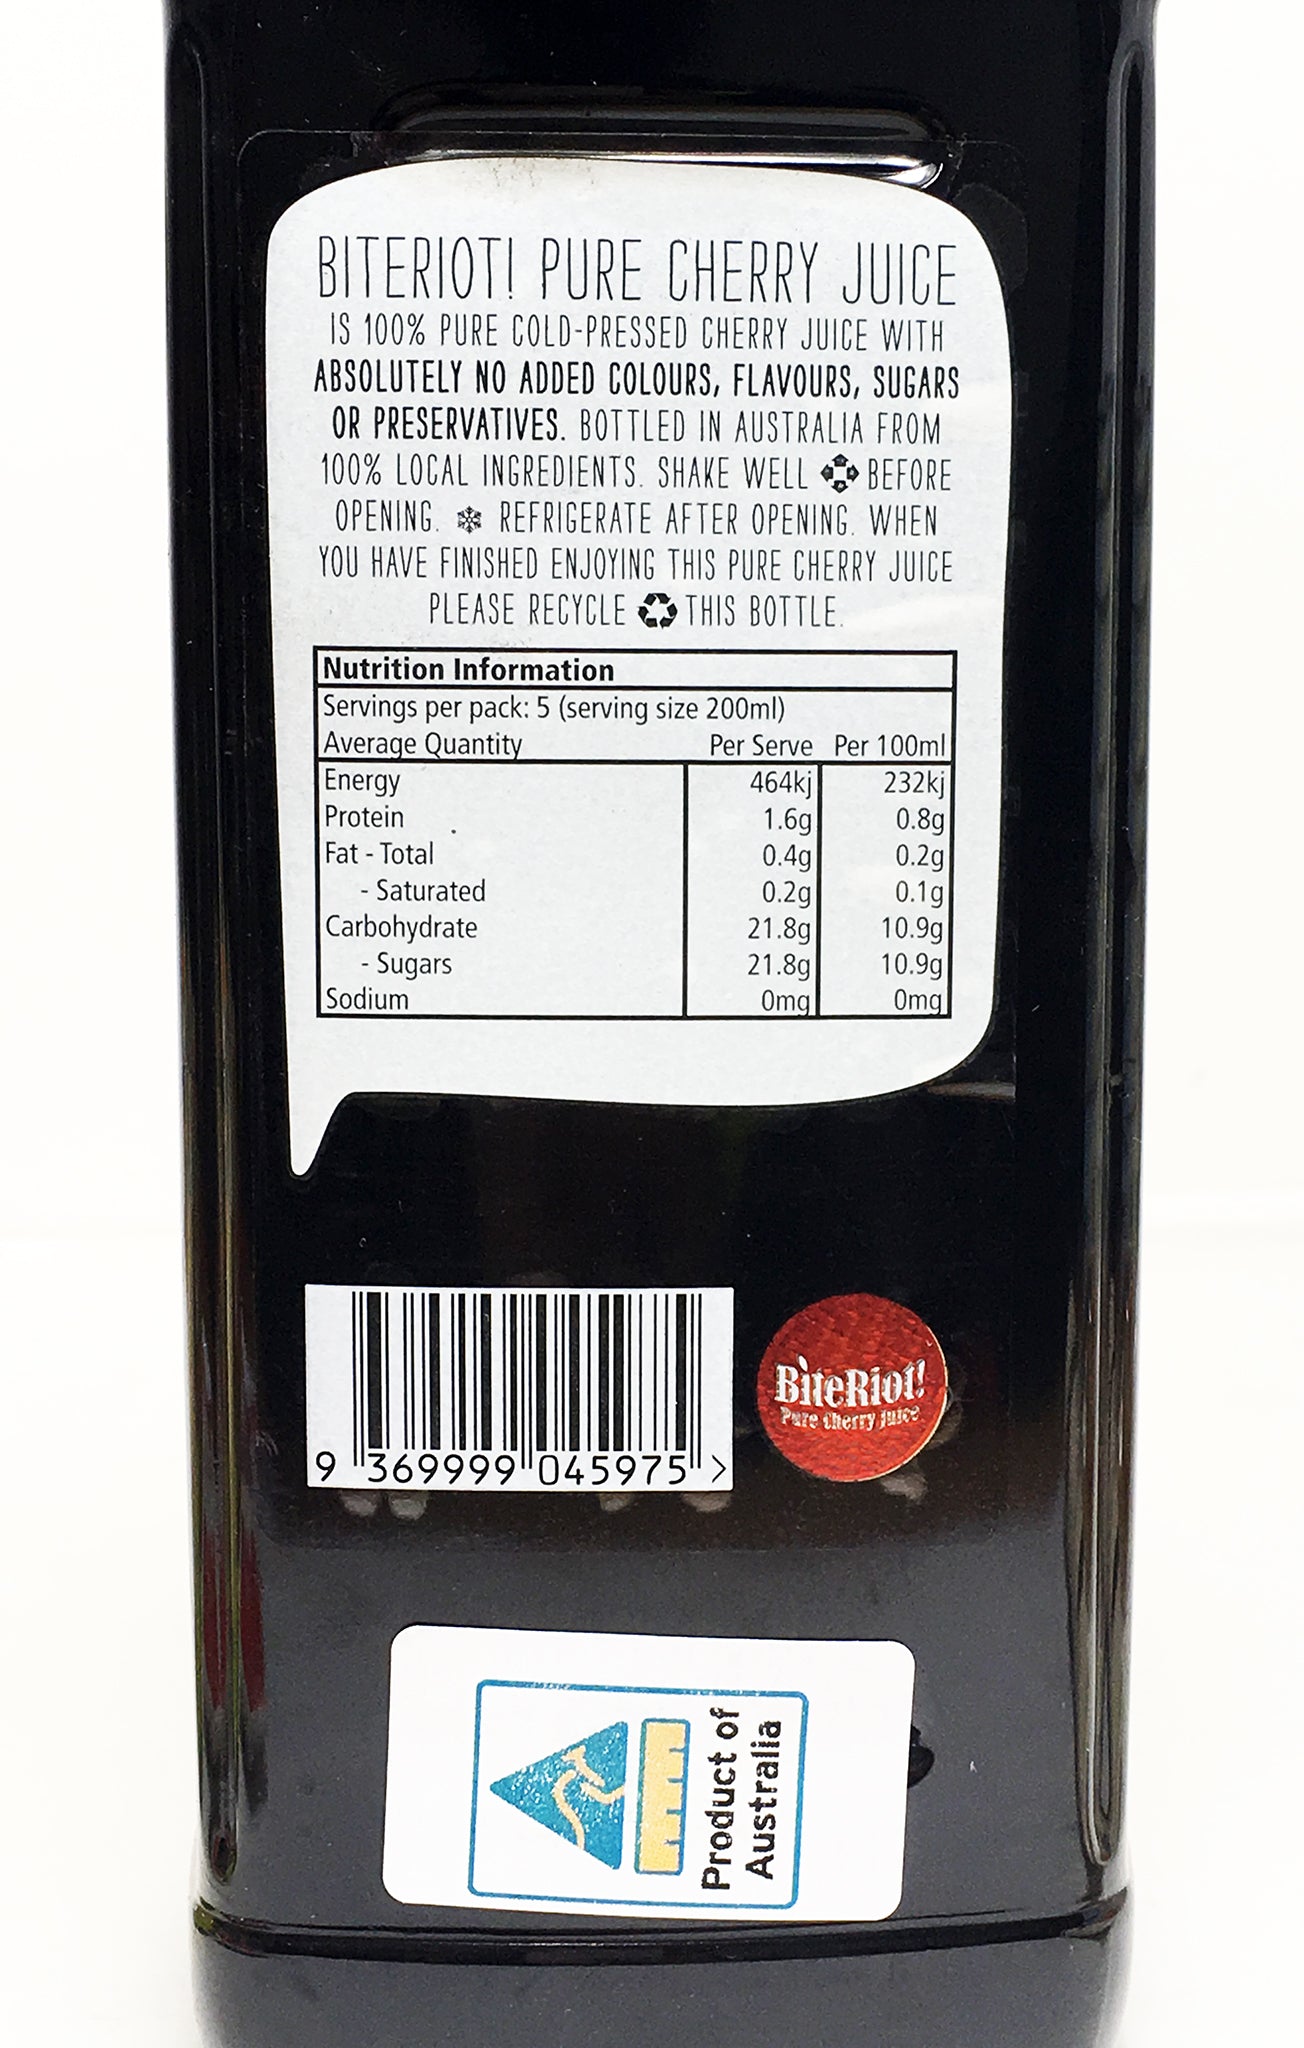 BITERIOT! PURE CHERRY JUICE
IS 100% PURE COLD-PRESSED CHERRY JUICE WITH
ABSOLUTELY NO ADDED COLOURS, FLAVOURS, SUGARS
OR PRESERVATIVES. BOTTLED IN AUSTRALIA FROM
100% LOCAL INGREDIENTS. SHAKE WELL BEFORE
OPENING. REFRIGERATE AFTER OPENING. WHEN
YOU HAVE FINISHED ENJOYING THIS PURE CHERRY JUICE
PLEASE RECYCLE THIS BOTTLE.
Nutrition Information
Servings per pack: 5 (serving size 200ml)
Average Quantity Per Serve Per 100ml
Energy 464kj 232kj
Protein 1.6g 0.8g
Fat - Total 0.4g 0.2g
- Saturated 0.2g 0.1g
Carbohydrate 21.8g 10.9g
- Sugars 21.8g 10.9g
Sodium 0mg 0mg
9 369999 045975 >
BiteRiot!
Pure Cherry Juice
Product of
Australia